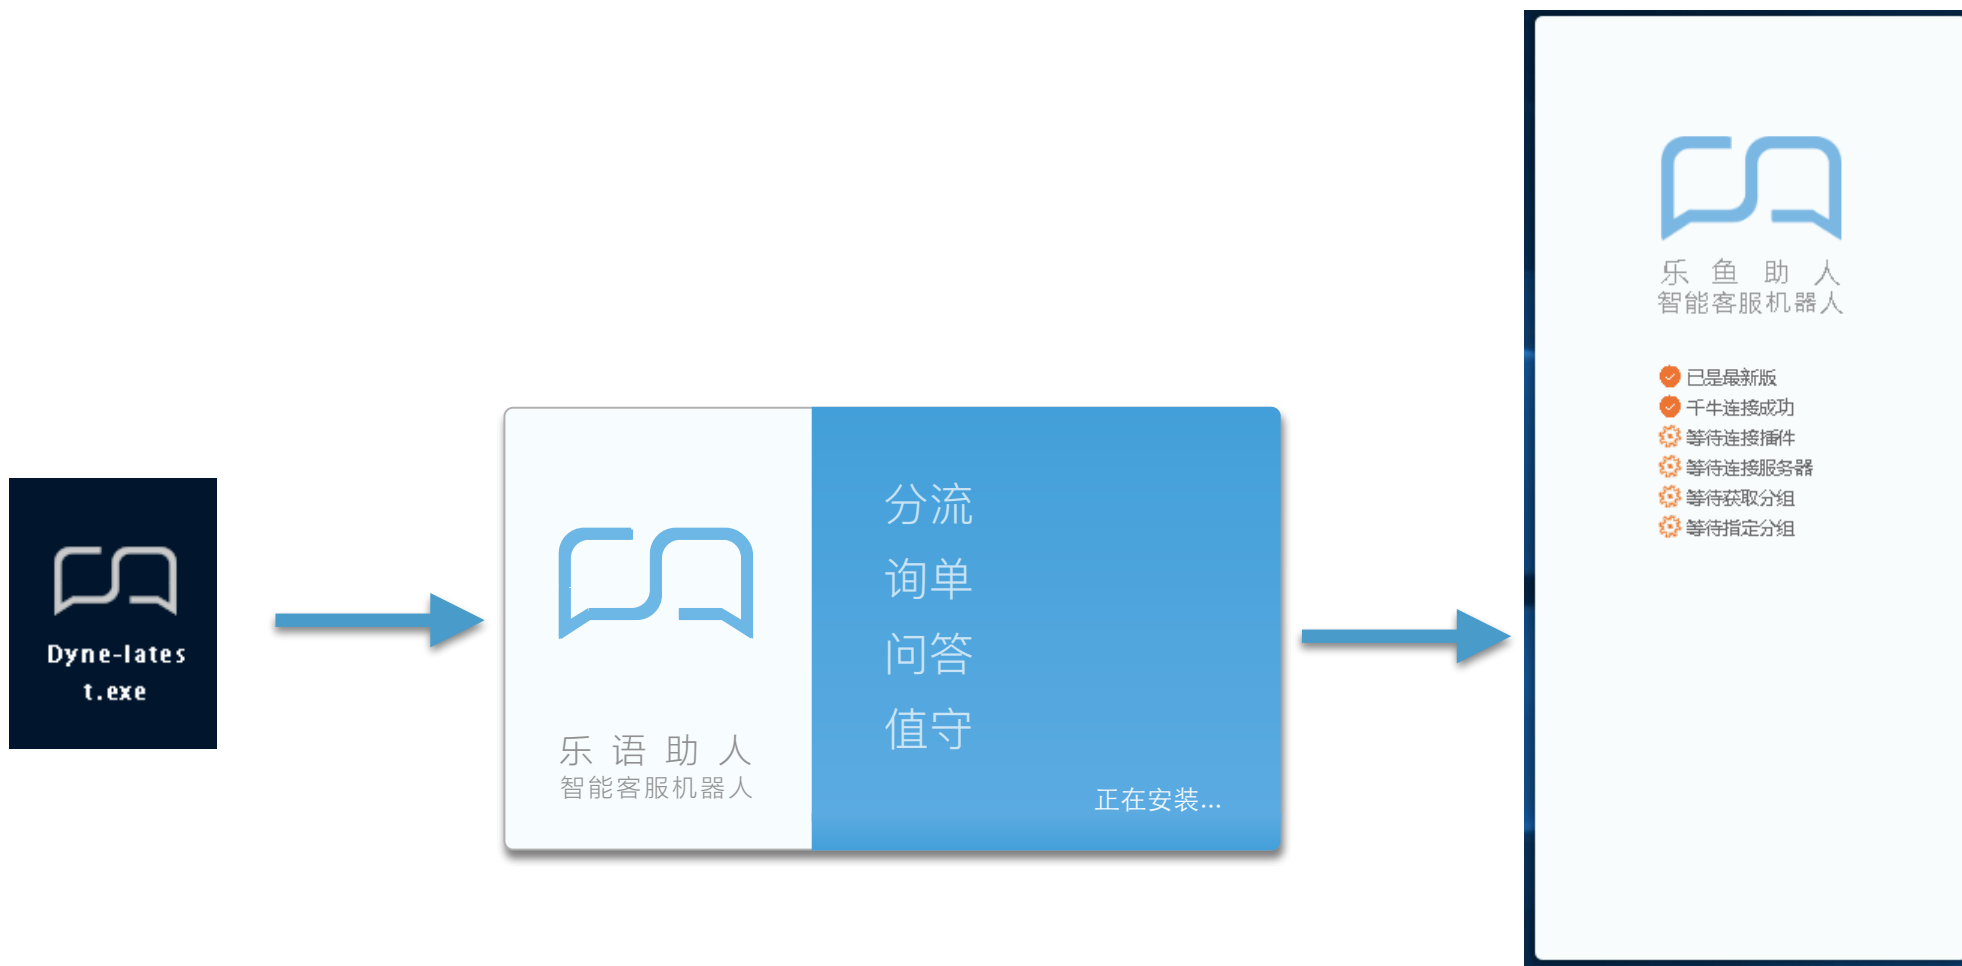 Dyne-lates
t.exe
乐语助人
智能客服机器人
分流
询单
问答
值守
正在安装...
乐鱼助人
智能客服机器人
已是最新版
千牛连接成功
等待连接插件
等待连接服务器
等待获取分组
等待指定分组